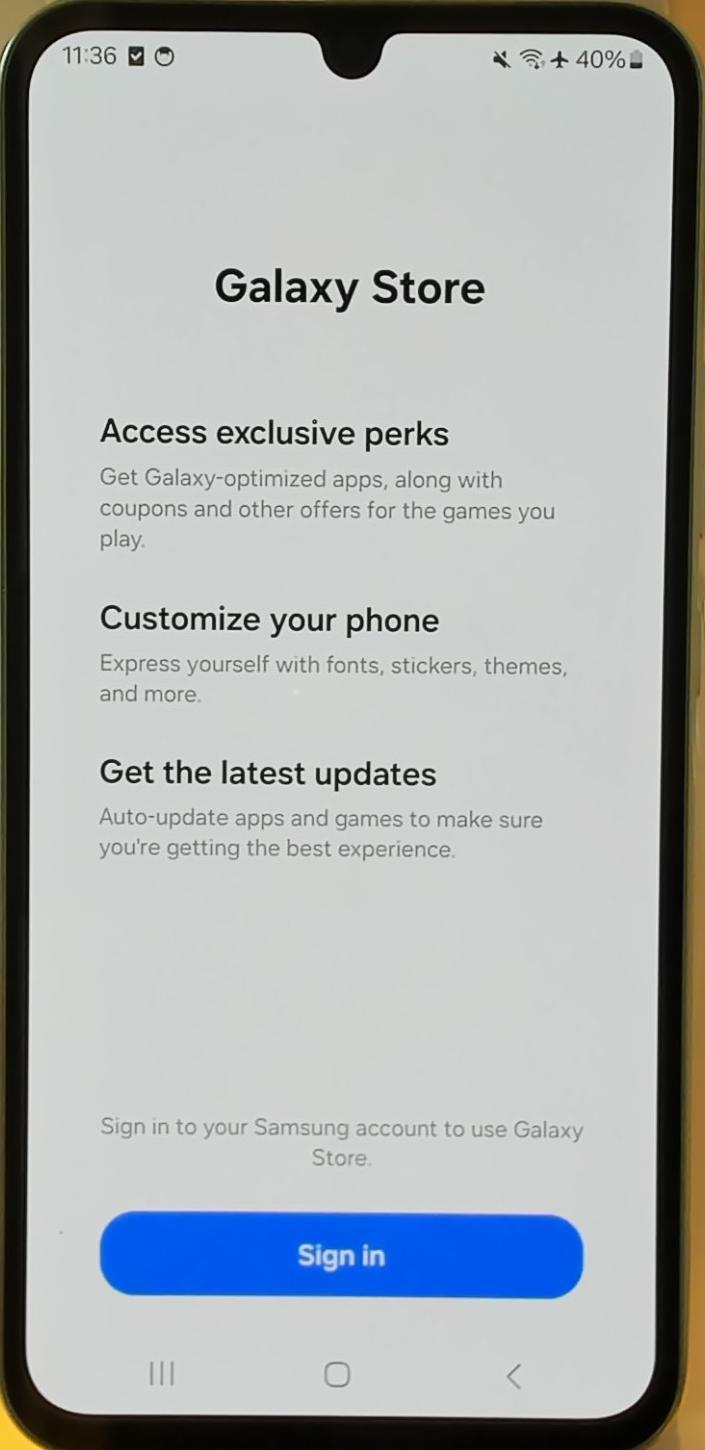 11:36 40%
Galaxy Store
Access exclusive perks
Get Galaxy-optimized apps, along with
coupons and other offers for the games you
play.
Customize your phone
Express yourself with fonts, stickers, themes,
and more.
Get the latest updates
Auto-update apps and games to make sure
you're getting the best experience.
Sign in to your Samsung account to use Galaxy
Store.
Sign in